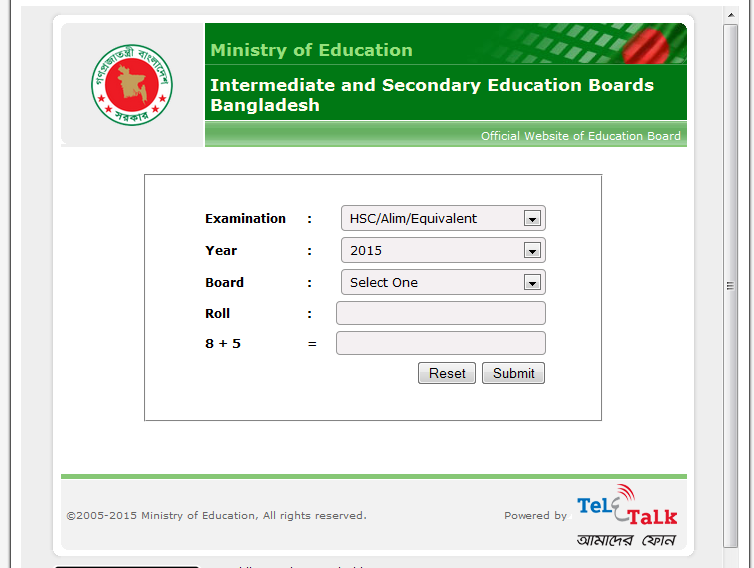 গণপ্রজাতন্ত্রী বাংলাদেশ
সরকার
Ministry of Education
Intermediate and Secondary Education Boards
Bangladesh
Official Website of Education Board
Examination : HSC/Alim/Equivalent
Year : 2015
Board : Select One
Roll :
8 + 5 =
Reset Submit
©2005-2015 Ministry of Education, All rights reserved.
Powered by
TeleTalk
আমাদের ফোন